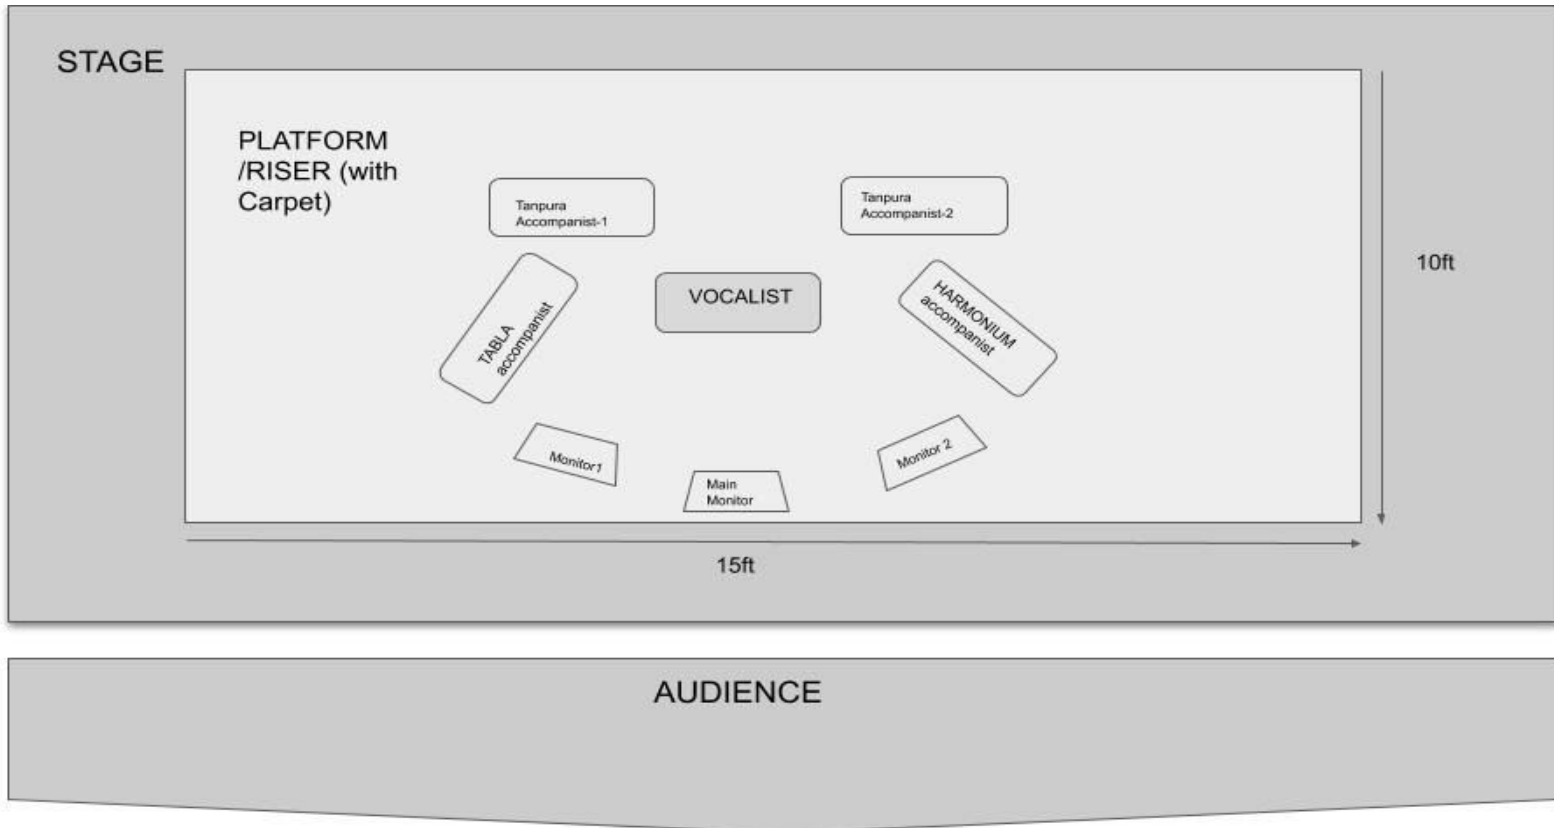 STAGE
PLATFORM
/RISER (with
Carpet)
Tanpura
Accompanist-1
Tanpura
Accompanist-2
VOCALIST
TABLA
accompanist
HARMONIUM
accompanist
10ft
Monitor1
Main
Monitor
Monitor 2
15ft
AUDIENCE